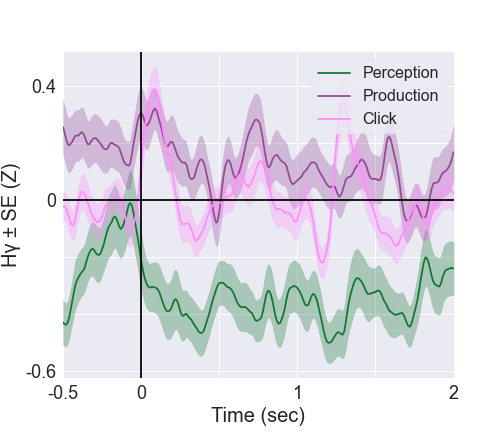 Perception
Production
Click
0.4
0
-0.6
Hγ ± SE (Z)
-0.5 0 1 2
Time (sec)